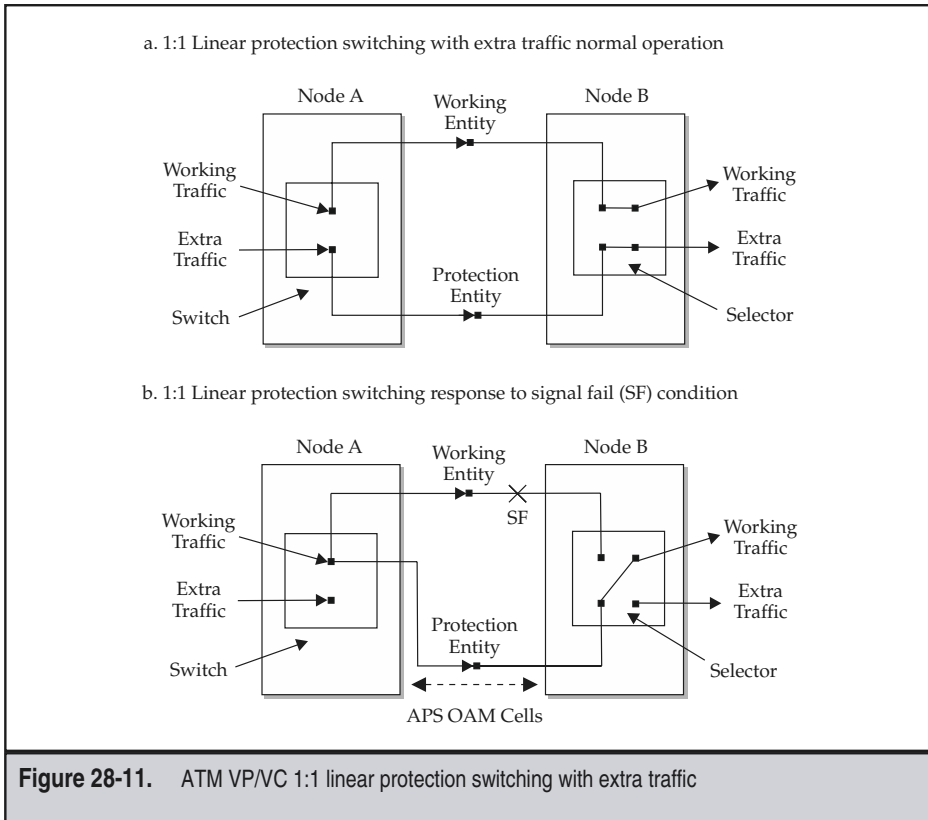 a. 1:1 Linear protection switching with extra traffic normal operation
Node A
Working
Entity
Node B
Working
Traffic
Working
Traffic
Extra
Traffic
Extra
Traffic
Protection
Entity
Switch
Selector
b. 1:1 Linear protection switching response to signal fail (SF) condition
Node A
Working
Entity
Node B
SF
Working
Traffic
Working
Traffic
Extra
Traffic
Extra
Traffic
Protection
Entity
Switch
Selector
APS OAM Cells
Figure 28-11. ATM VP/VC 1:1 linear protection switching with extra traffic